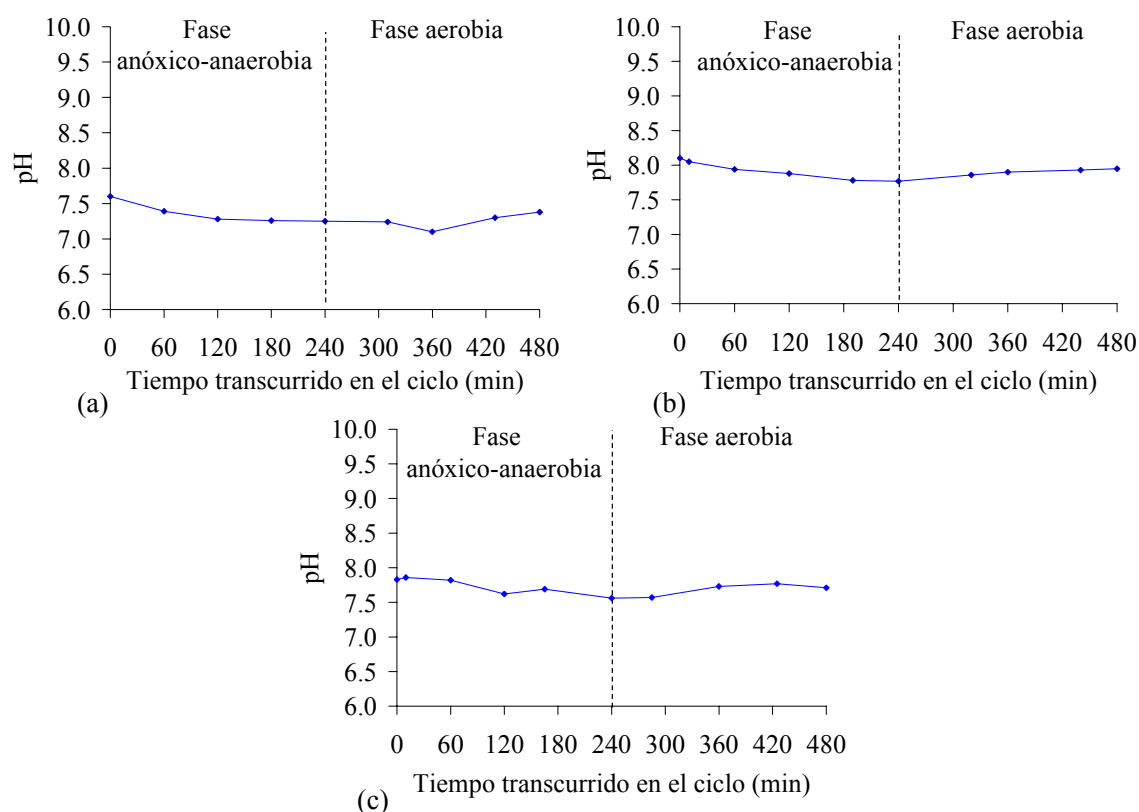 Fase
anóxico-anaerobia
Fase aerobia
10.0
9.5
9.0
8.5
8.0
7.5
7.0
6.5
6.0
pH
0 60 120 180 240 300 360 420 480
Tiempo transcurrido en el ciclo (min)
(a)
Fase
anóxico-anaerobia
Fase aerobia
10.0
9.5
9.0
8.5
8.0
7.5
7.0
6.5
6.0
pH
0 60 120 180 240 300 360 420 480
Tiempo transcurrido en el ciclo (min)
(b)
Fase
anóxico-anaerobia
Fase aerobia
10.0
9.5
9.0
8.5
8.0
7.5
7.0
6.5
6.0
pH
0 60 120 180 240 300 360 420 480
Tiempo transcurrido en el ciclo (min)
(c)